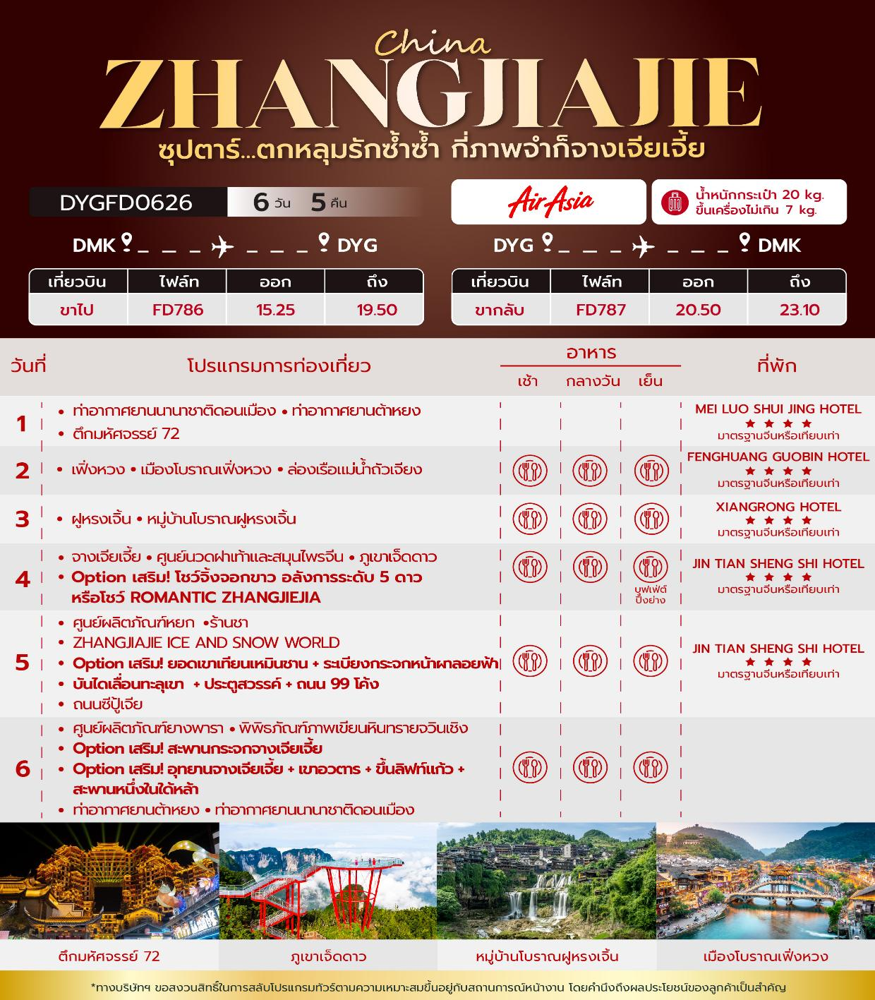 China
ZHANGJIAJIE
ซุปตาร์...ตกหลุมรักซ้ำซ้ำ กี่ภาพจำก็จางเจียเจี้ย
DYGFD0626 6 วัน 5 คืน
AirAsia
น้ำหนักกระเป๋า 20 kg.
ขึ้นเครื่องไม่เกิน 7 kg.
DMK DYG
DYG DMK
เที่ยวบิน ไฟล์ท ออก ถึง
ขาไป FD786 15.25 19.50
เที่ยวบิน ไฟล์ท ออก ถึง
ขากลับ FD787 20.50 23.10
วันที่ โปรแกรมการท่องเที่ยว อาหาร ที่พัก
เช้า กลางวัน เย็น
1
• ท่าอากาศยานนานาชาติดอนเมือง • ท่าอากาศยานต้าหยง
• ตึกมหัศจรรย์ 72
MEI LUO SHUI JING HOTEL
มาตรฐานจีนหรือเทียบเท่า
2
• เฟิ่งหวง • เมืองโบราณเฟิ่งหวง • ล่องเรือแม่น้ำถัวเจียง
FENGHUANG GUOBIN HOTEL
มาตรฐานจีนหรือเทียบเท่า
3
• ฝูหรงเจิ้น • หมู่บ้านโบราณฝูหรงเจิ้น
XIANGRONG HOTEL
มาตรฐานจีนหรือเทียบเท่า
4
• จางเจียเจี้ย • ศูนย์นวดฝ่าเท้าและสมุนไพรจีน • ภูเขาเจ็ดดาว
• Option เสริม! โชว์จิ้งจอกขาว อลังการระดับ 5 ดาว
หรือโชว์ ROMANTIC ZHANGJIEJIA
บุฟเฟ่ต์
ปิ้งย่าง
JIN TIAN SHENG SHI HOTEL
มาตรฐานจีนหรือเทียบเท่า
5
• ศูนย์ผลิตภัณฑ์หยก •ร้านชา
• ZHANGJIAJIE ICE AND SNOW WORLD
• Option เสริม! ยอดเขาเทียนเหมินซาน + ระเบียงกระจกหน้าผาลอยฟ้า
• บันไดเลื่อนทะลุเขา + ประตูสวรรค์ + ถนน 99 โค้ง
• ถนนซีปู้เจีย
JIN TIAN SHENG SHI HOTEL
มาตรฐานจีนหรือเทียบเท่า
6
• ศูนย์ผลิตภัณฑ์ยางพารา • พิพิธภัณฑ์ภาพเขียนหินทรายจวินเชิง
• Option เสริม! สะพานกระจกจางเจียเจี้ย
• Option เสริม! อุทยานจางเจียเจี้ย + เขาอวตาร + ขึ้นลิฟท์แก้ว +
สะพานหนึ่งในใต้หล้า
• ท่าอากาศยานต้าหยง • ท่าอากาศยานนานาชาติดอนเมือง
ตึกมหัศจรรย์ 72
ภูเขาเจ็ดดาว
หมู่บ้านโบราณฝูหรงเจิ้น
เมืองโบราณเฟิ่งหวง
*ทางบริษัทฯ ขอสงวนสิทธิ์ในการสลับโปรแกรมทัวร์ตามความเหมาะสมขึ้นอยู่กับสถานการณ์หน้างาน โดยคำนึงถึงผลประโยชน์ของลูกค้าเป็นสำคัญ